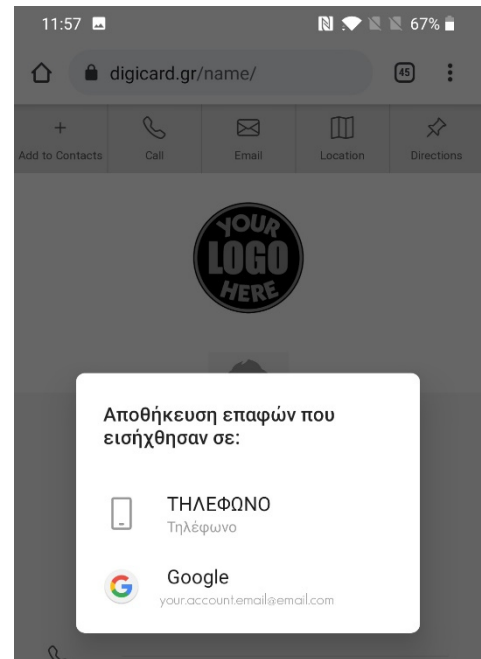 11:57
67%
digicard.gr/name/
45
Add to Contacts
Call
Email
Location
Directions
YOUR
LOGO
HERE
Αποθήκευση επαφών που
εισήχθησαν σε:
ΤΗΛΕΦΩΝΟ
Τηλέφωνο
Google
your.account.email@email.com